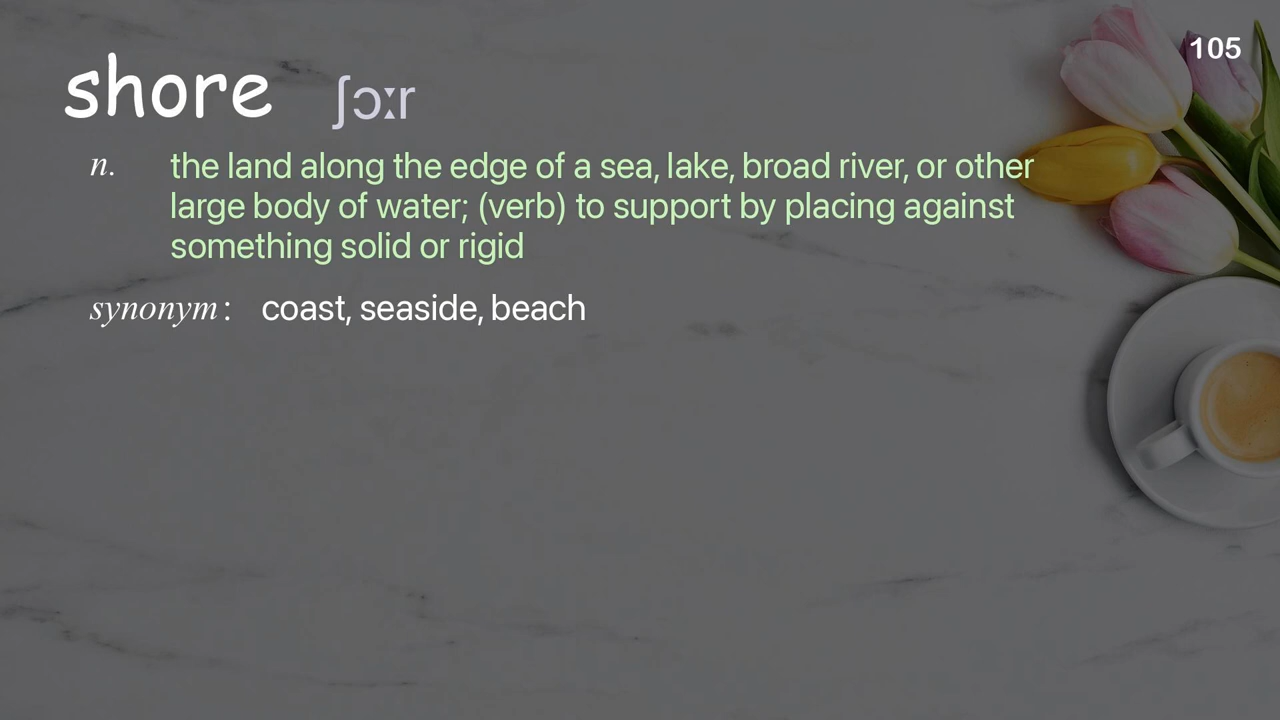 105
shore ʃɔːr
n. the land along the edge of a sea, lake, broad river, or other
large body of water; (verb) to support by placing against
something solid or rigid
synonym: coast, seaside, beach